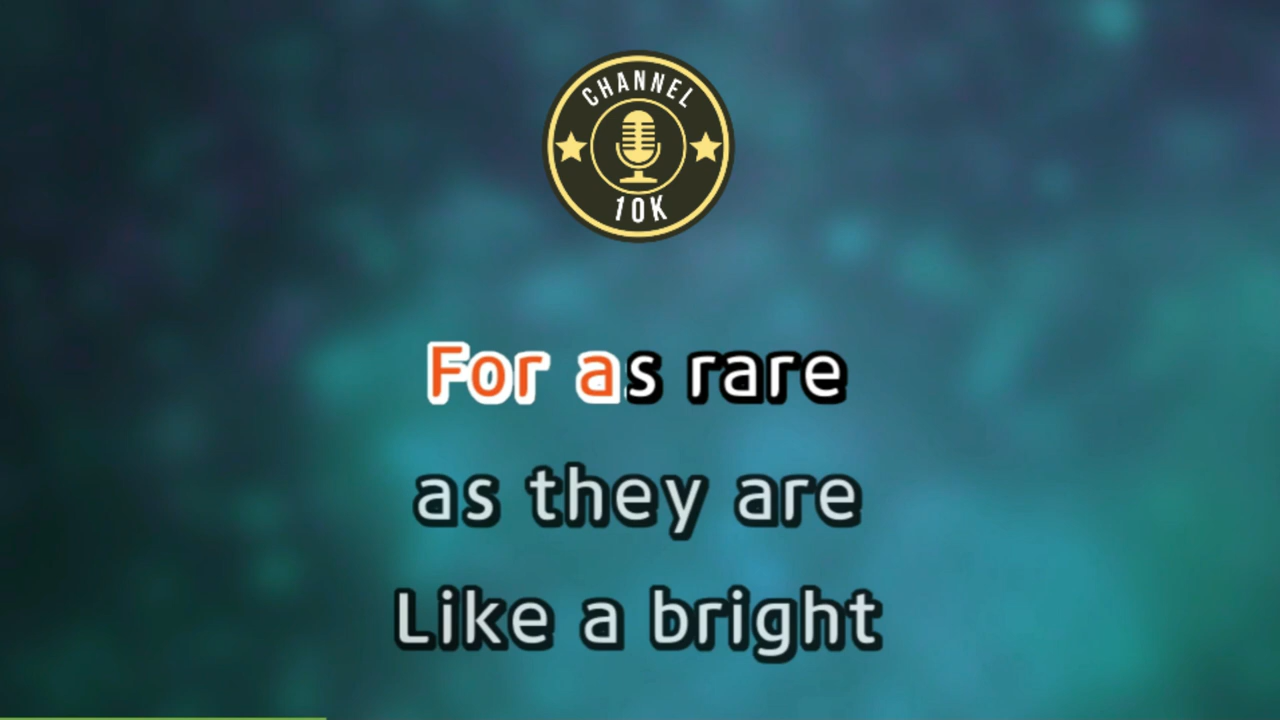 CHANNEL
10K
For as rare
as they are
Like a bright